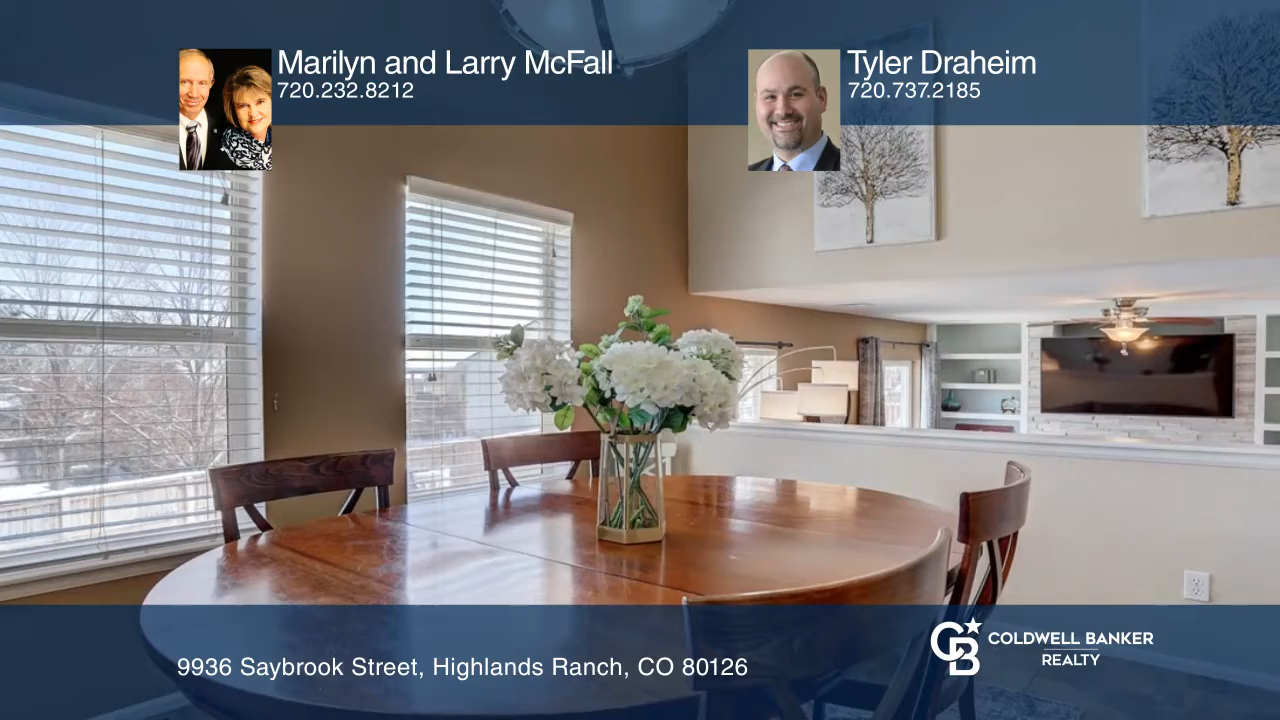 Marilyn and Larry McFall
720.232.8212
Tyler Draheim
720.737.2185
9936 Saybrook Street, Highlands Ranch, CO 80126
CB
COLDWELL BANKER
REALTY